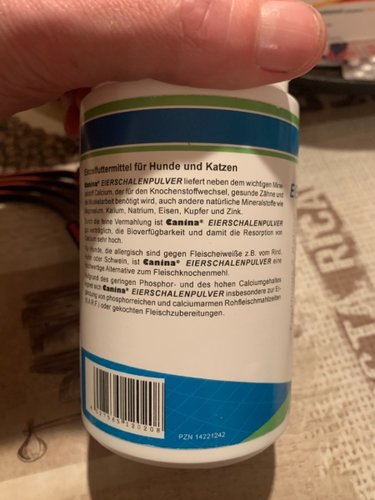 Einzelfuttermittel für Hunde und Katzen
Canina® EIERSCHALENPULVER liefert neben dem wichtigen Mine-
Calcium, der für den Knochenstoffwechsel, gesunde Zähne und
Muskelarbeit benötigt wird, auch andere natürliche Mineralstoffe wie
Magnesium, Kalium, Natrium, Eisen, Kupfer und Zink.
Durch die feine Vermahlung ist Canina® EIERSCHALENPULVER
verträglich, die Bioverfügbarkeit und damit die Resorption von
Calcium sehr hoch.
Für Hunde, die allergisch sind gegen Fleischeiweiße z.B. vom Rind,
oder Schwein, ist Canina® EIERSCHALENPULVER eine
hochwertige Alternative zum Fleischknochenmehl.
Aufgrund des geringen Phosphor- und des hohen Calciumgehaltes
sich Canina® EIERSCHALENPULVER insbesondere zur Er-
von phosphorreichen und calciumarmen Rohfleischmahlzeiten
(B.A.R.F.) oder gekochten Fleischzubereitungen.
PZN 14221242